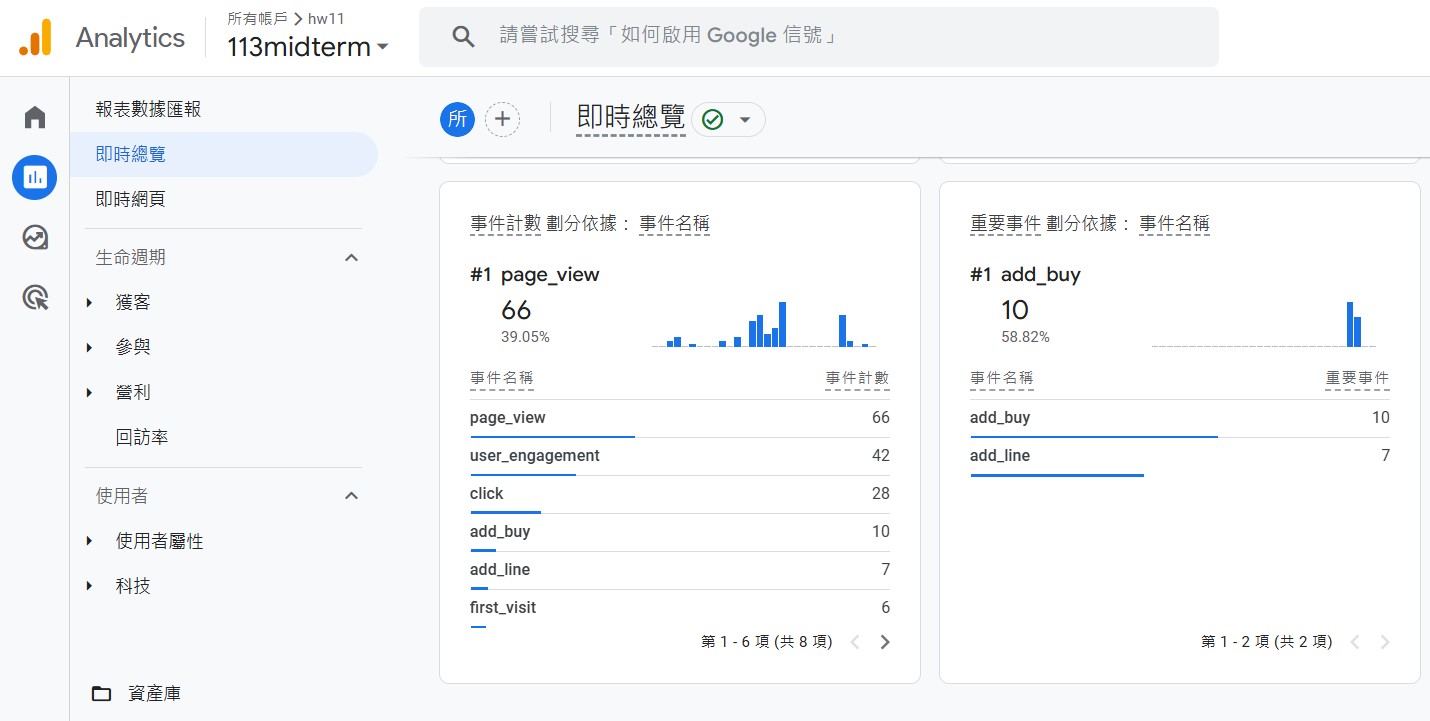 Analytics
所有帳戶 > hw11
113midterm
請嘗試搜尋「如何啟用 Google 信號」
報表數據匯報
即時總覽
即時網頁
生命週期
獲客
參與
營利
回訪率
使用者
使用者屬性
科技
資產庫
所
即時總覽
事件計數 劃分依據： 事件名稱
#1 page_view
66
39.05%
事件名稱 事件計數
page_view 66
user_engagement 42
click 28
add_buy 10
add_line 7
first_visit 6
第 1 - 6 項 (共 8 項)
重要事件 劃分依據： 事件名稱
#1 add_buy
10
58.82%
事件名稱 重要事件
add_buy 10
add_line 7
第 1 - 2 項 (共 2 項)